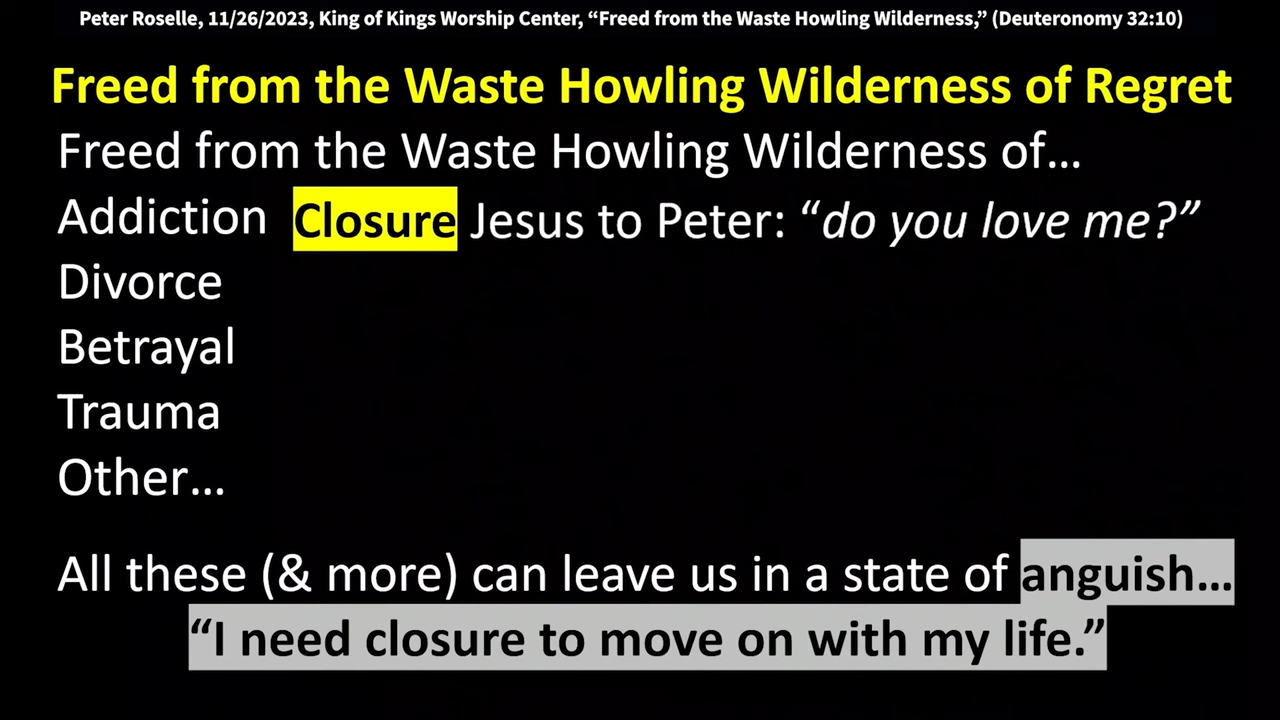 Peter Roselle, 11/26/2023, King of Kings Worship Center, “Freed from the Waste Howling Wilderness,” (Deuteronomy 32:10)
Freed from the Waste Howling Wilderness of Regret
Freed from the Waste Howling Wilderness of…
Addiction Closure Jesus to Peter: “do you love me?”
Divorce
Betrayal
Trauma
Other…
All these (& more) can leave us in a state of anguish…
“I need closure to move on with my life.”